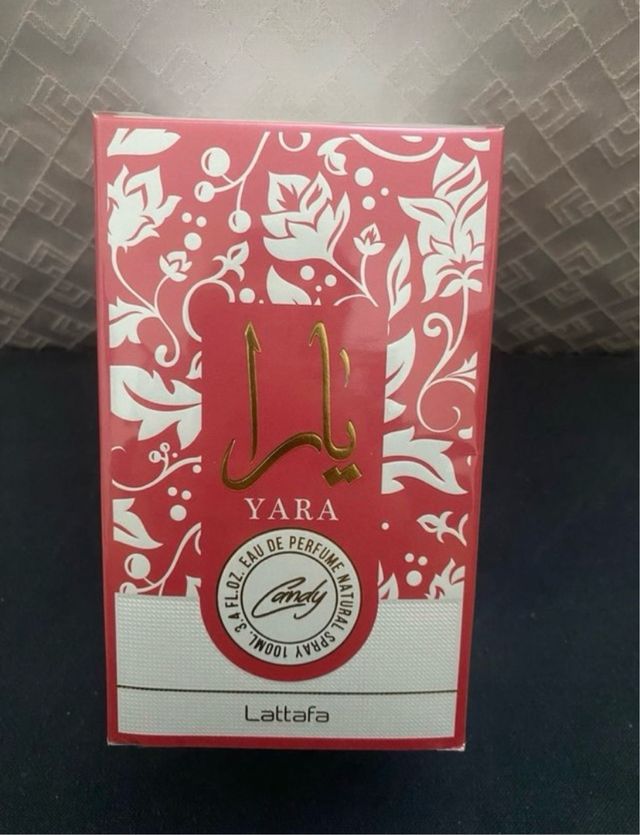 يارا
YARA
3.4 FL.OZ. EAU DE PERFUME NATURAL SPRAY 100ML.
Candy
Lattafa